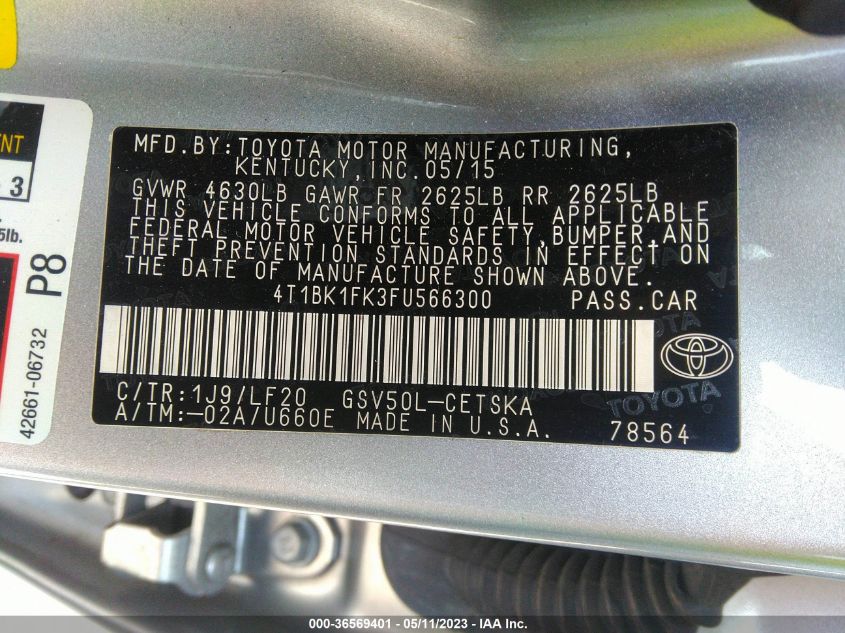 MFD.BY:TOYOTA MOTOR MANUFACTURING,
KENTUCKY,INC.05/15
GVWR 4630LB GAWR FR 2625LB RR 2625LB
THIS VEHICLE CONFORMS TO ALL APPLICABLE
FEDERAL MOTOR VEHICLE SAFETY,BUMPER,AND
THEFT PREVENTION STANDARDS IN EFFECT ON
THE DATE OF MANUFACTURE SHOWN ABOVE.
4T1BK1FK3FU566300 PASS.CAR
C/TR:1J9/LF20 GSV50L-CETSKA
A/TM:-02A/U660E MADE IN U.S.A. 78564
TOYOTA
TOYOTA
3
5lb.
P8
42661-06732
000-36569401 - 05/11/2023 - IAA Inc.